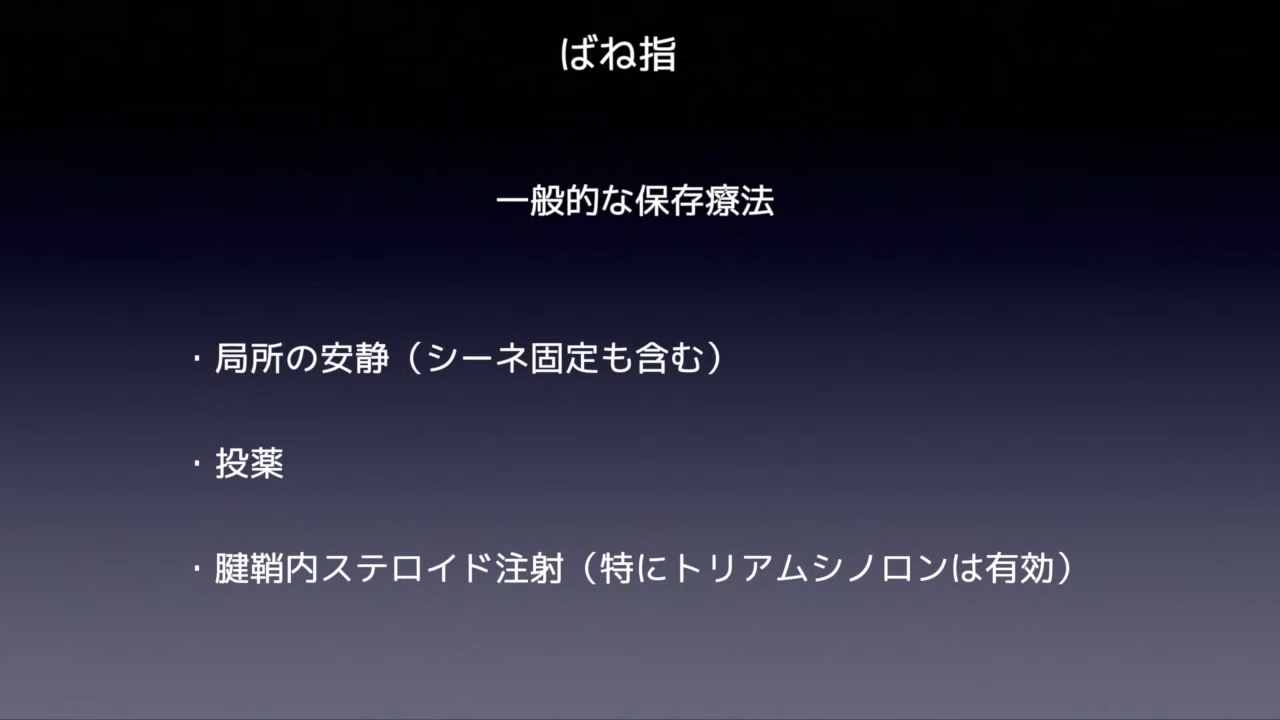 ばね指
一般的な保存療法
・局所の安静（シーネ固定も含む）
・投薬
・腱鞘内ステロイド注射（特にトリアムシノロンは有効）